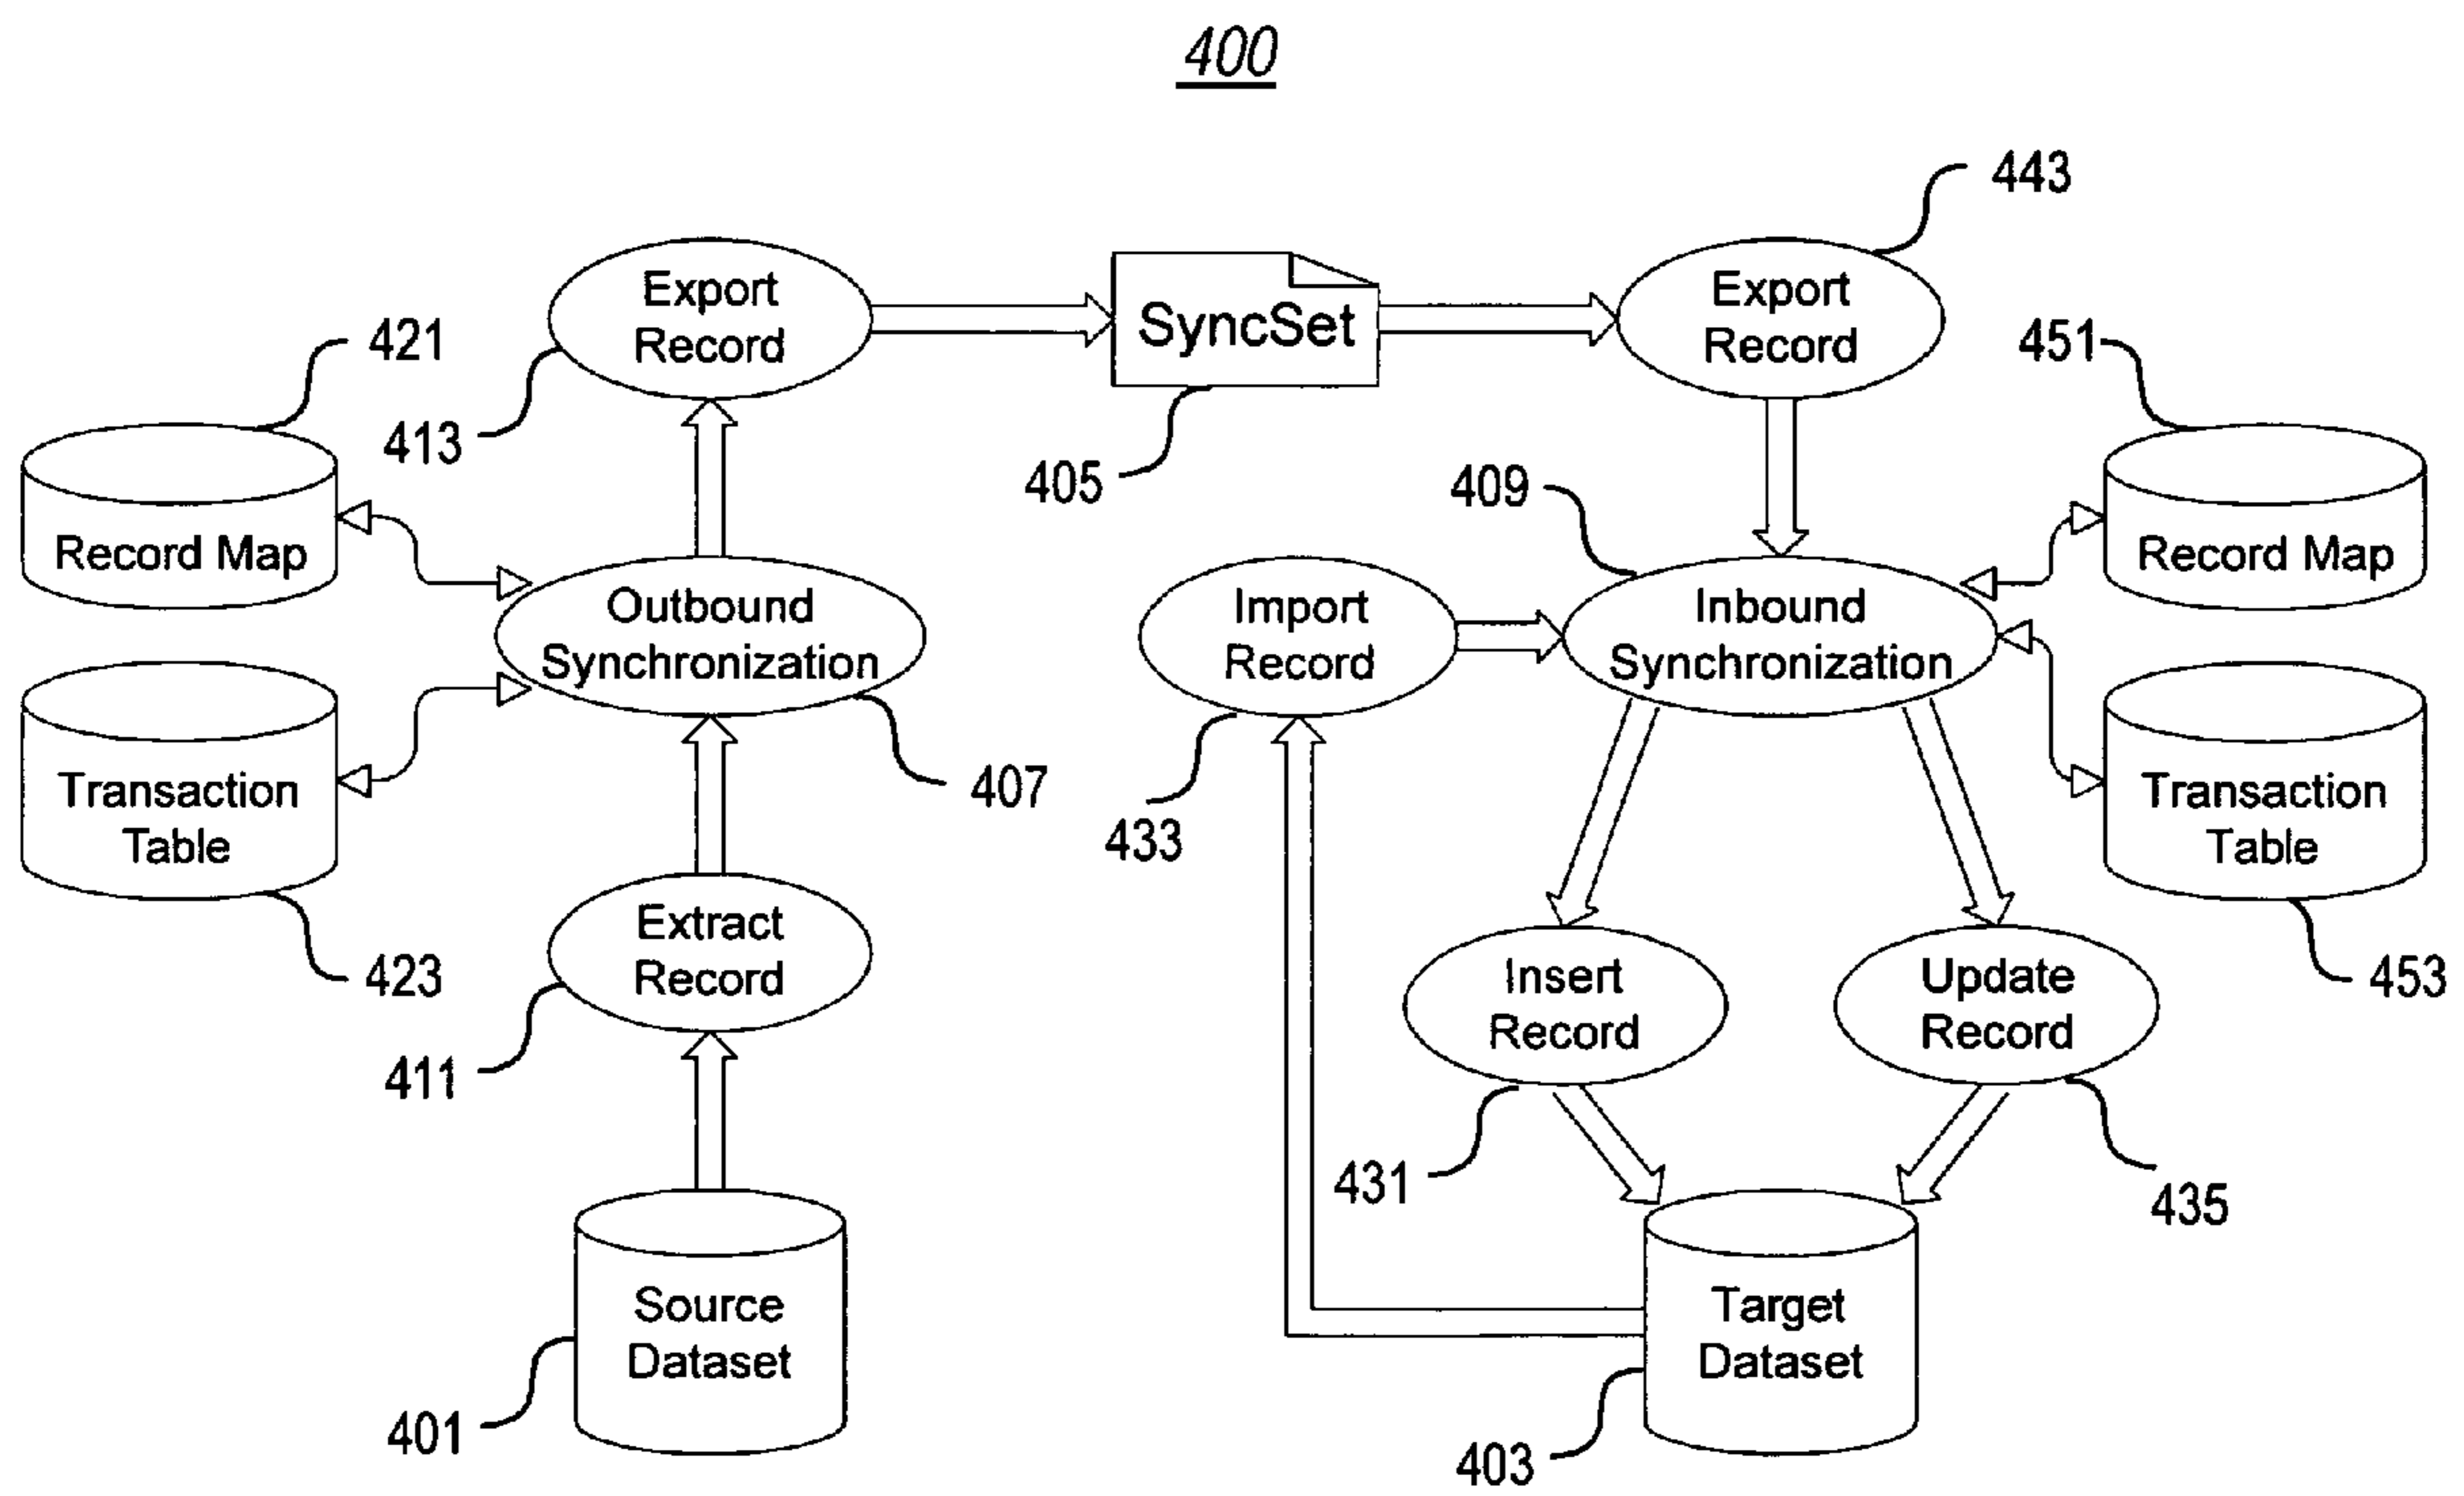 400
443
Export
Record
SyncSet
Export
Record
421
451
413
405
409
Record Map
Record Map
Outbound
Synchronization
Import
Record
Inbound
Synchronization
Transaction
Table
407
433
Transaction
Table
423
Extract
Record
Insert
Record
Update
Record
453
411
431
435
Source
Dataset
Target
Dataset
401
403